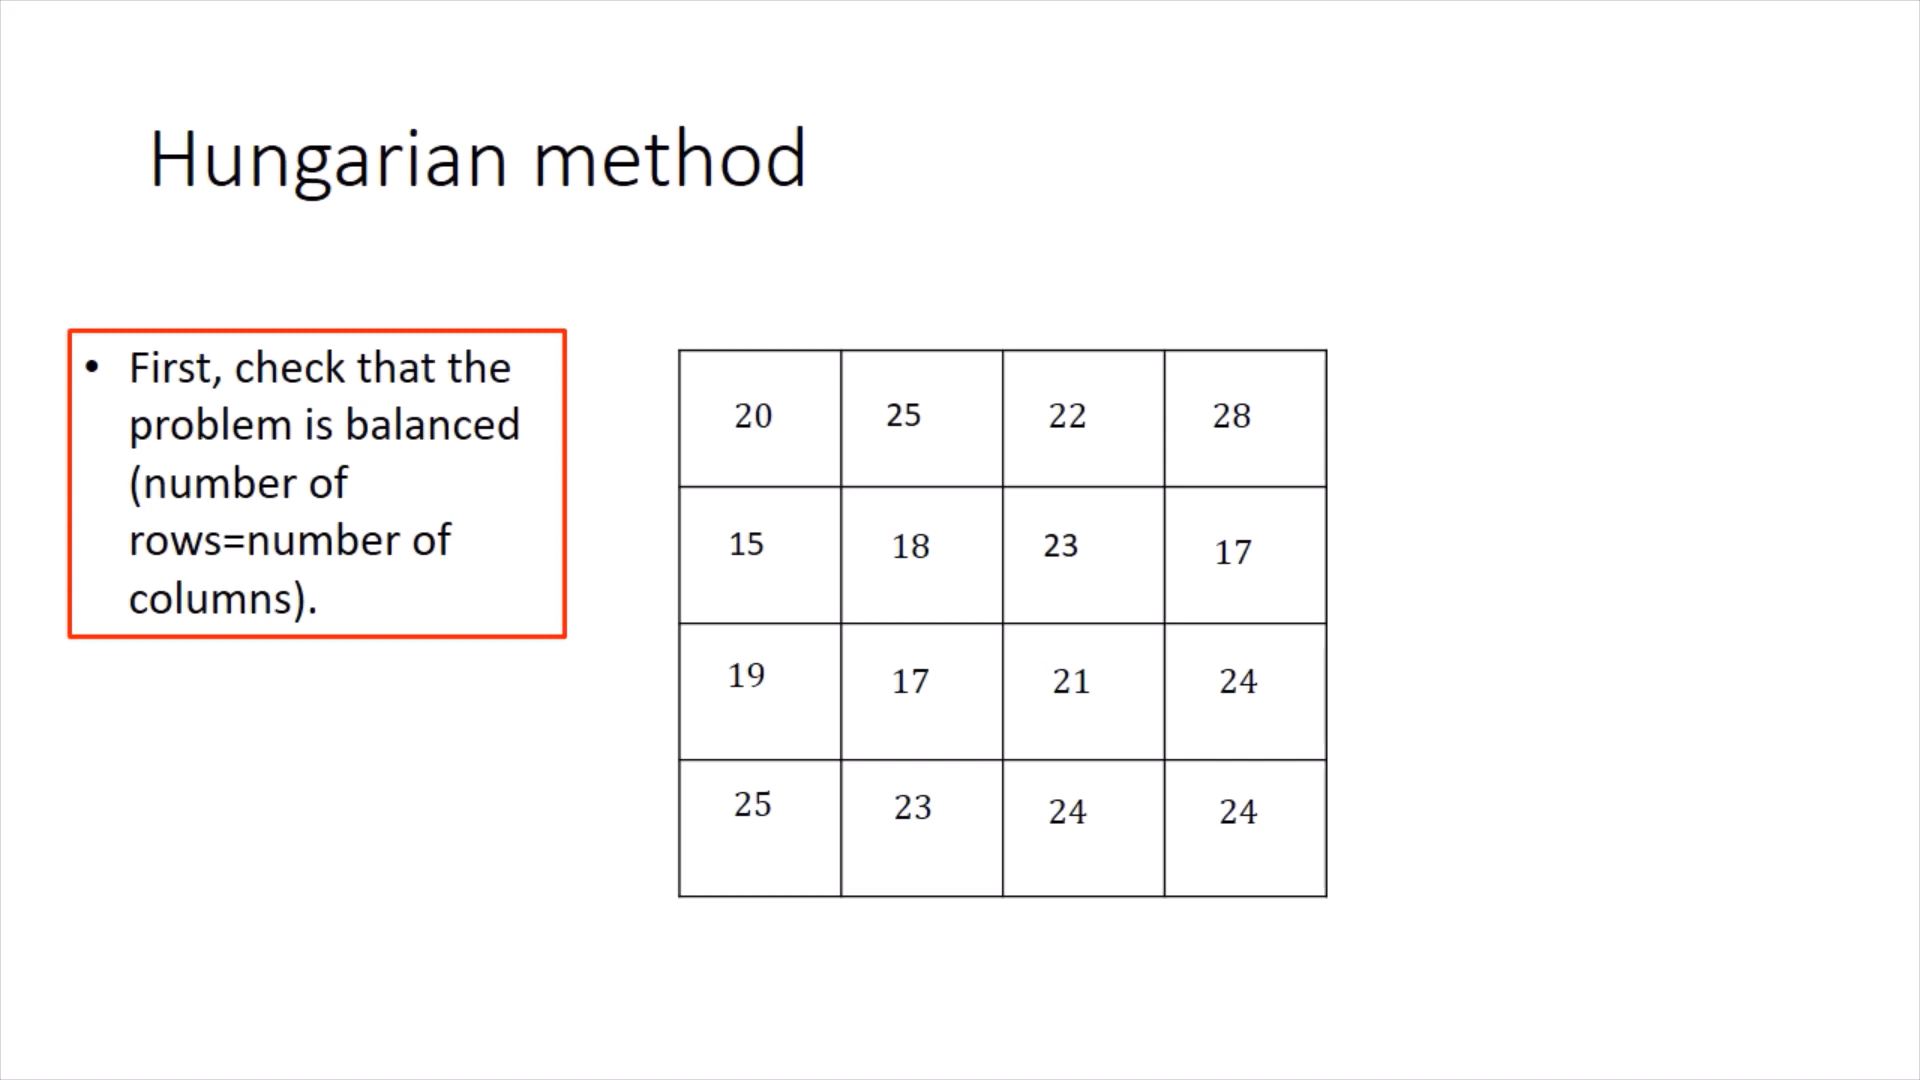 Hungarian method
• First, check that the
problem is balanced
(number of
rows=number of
columns).
20 25 22 28
15 18 23 17
19 17 21 24
25 23 24 24